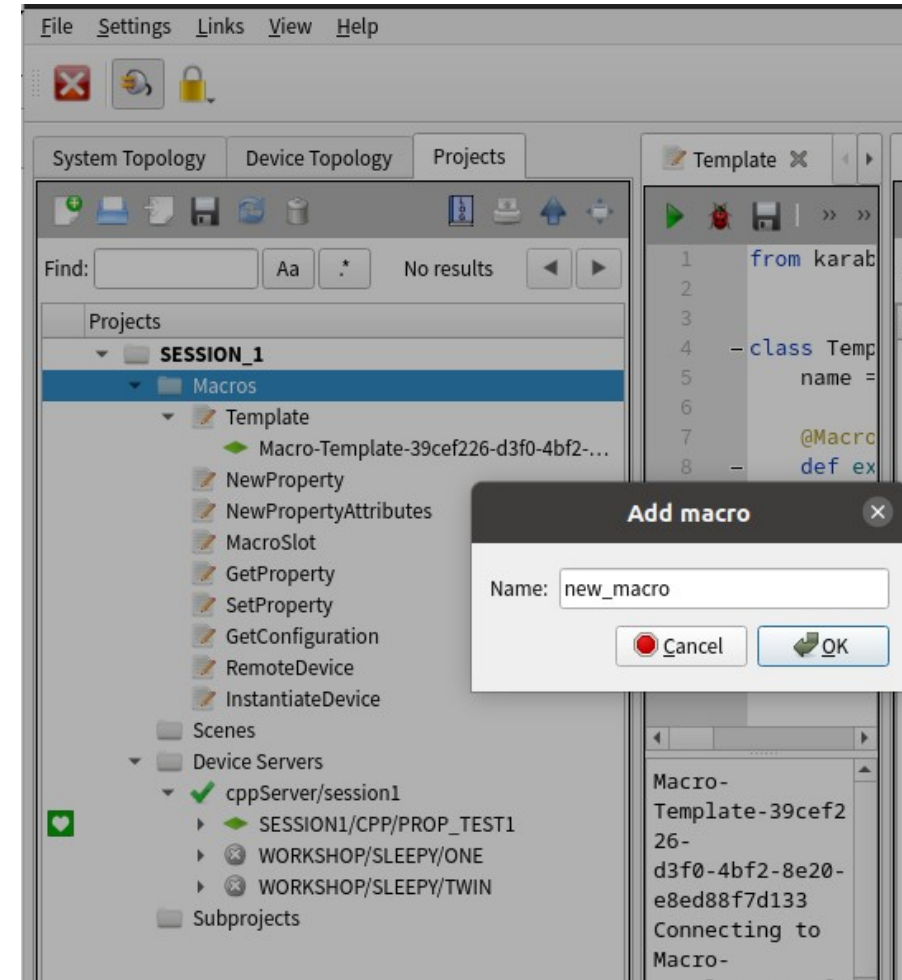 File Settings Links View Help
System Topology Device Topology Projects
Find: Aa .* No results
Projects
SESSION_1
Macros
Template
Macro-Template-39cef226-d3f0-4bf2-...
NewProperty
NewPropertyAttributes
MacroSlot
GetProperty
SetProperty
GetConfiguration
RemoteDevice
InstantiateDevice
Scenes
Device Servers
cppServer/session1
SESSION1/CPP/PROP_TEST1
WORKSHOP/SLEEPY/ONE
WORKSHOP/SLEEPY/TWIN
Subprojects
Template
1 from karab
2
3
4 class Temp
5 name =
6
7 @Macro
8 def ex
Add macro
Name: new_macro
Cancel OK
Macro-
Template-39cef2
26-
d3f0-4bf2-8e20-
e8ed88f7d133
Connecting to
Macro-